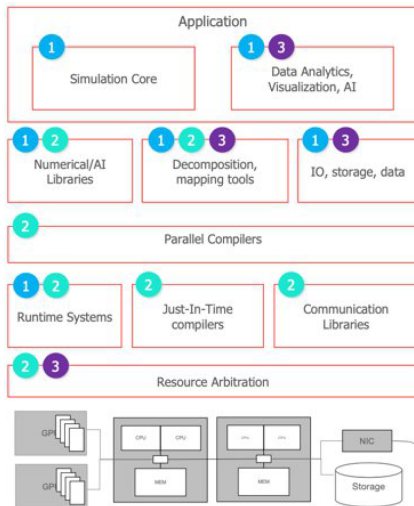 Application
1
1 3
Simulation Core
Data Analytics,
Visualization, AI
1 2
1 2 3
1 3
Numerical/AI
Libraries
Decomposition,
mapping tools
IO, storage, data
2
Parallel Compilers
1 2
2
2
Runtime Systems
Just-In-Time
compilers
Communication
Libraries
2 3
Resource Arbitration
CPU CPU
MEM
MEM
NIC
Storage